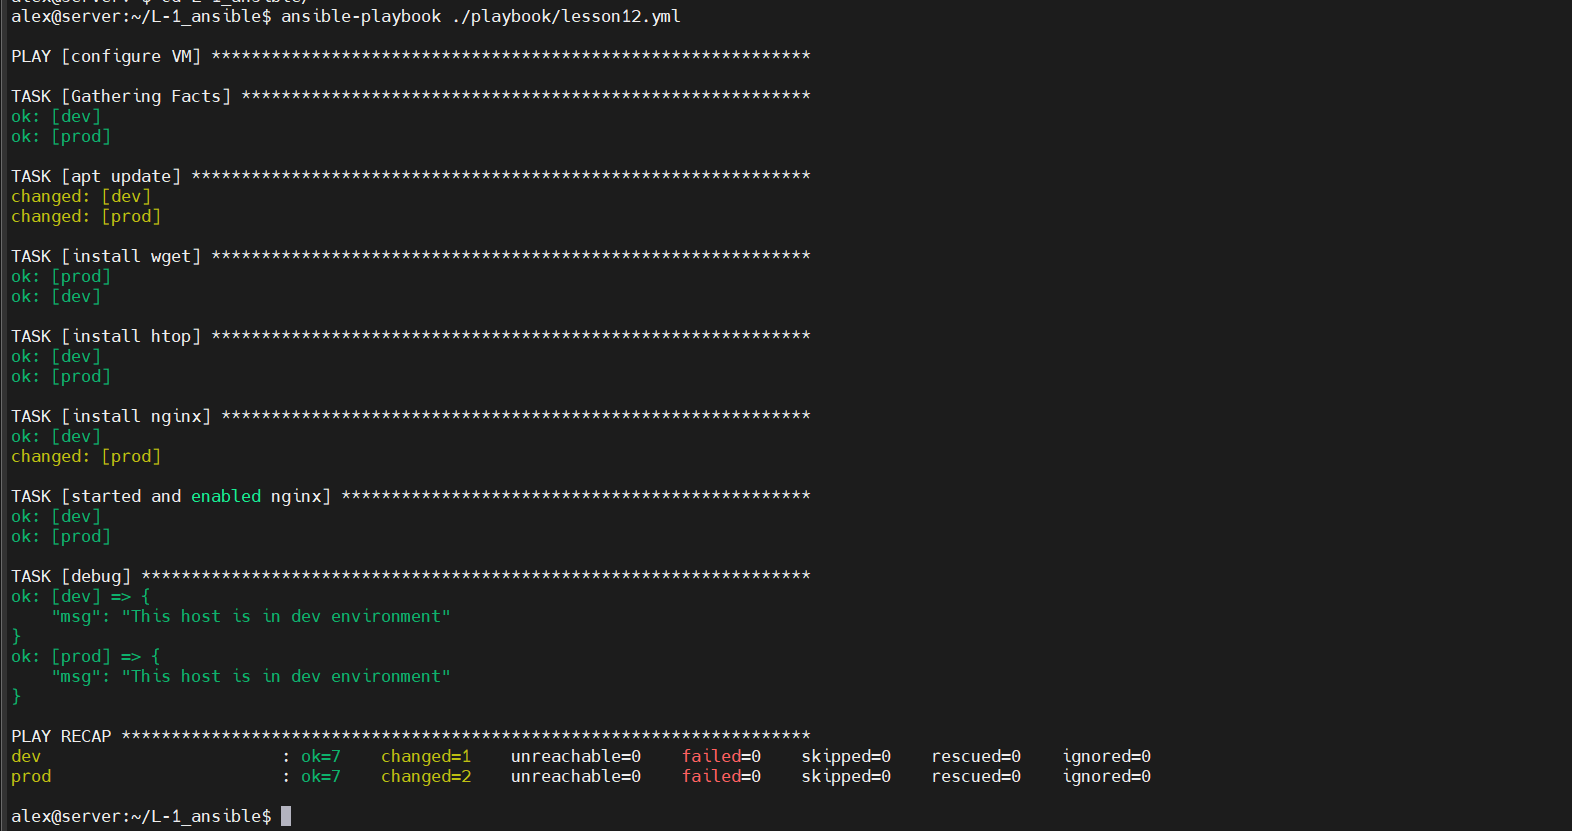 alex@server:~/L-1_ansible$ ansible-playbook ./playbook/lesson12.yml
PLAY [configure VM] ************************************************************
TASK [Gathering Facts] *********************************************************
ok: [dev]
ok: [prod]
TASK [apt update] **************************************************************
changed: [dev]
changed: [prod]
TASK [install wget] ************************************************************
ok: [prod]
ok: [dev]
TASK [install htop] ************************************************************
ok: [dev]
ok: [prod]
TASK [install nginx] ***********************************************************
ok: [dev]
changed: [prod]
TASK [started and enabled nginx] ***********************************************
ok: [dev]
ok: [prod]
TASK [debug] *******************************************************************
ok: [dev] => {
    "msg": "This host is in dev environment"
}
ok: [prod] => {
    "msg": "This host is in dev environment"
}
PLAY RECAP *********************************************************************
dev                        : ok=7    changed=1    unreachable=0    failed=0    skipped=0    rescued=0    ignored=0
prod                       : ok=7    changed=2    unreachable=0    failed=0    skipped=0    rescued=0    ignored=0
alex@server:~/L-1_ansible$